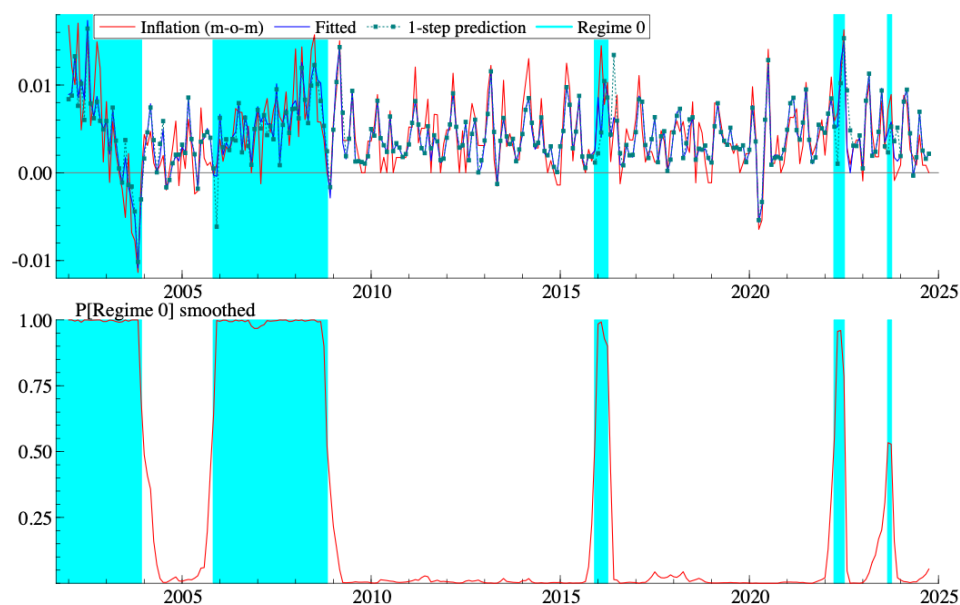 Inflation (m-o-m) Fitted 1-step prediction Regime 0
0.01
0.00
-0.01
2005 2010 2015 2020 2025
P[Regime 0] smoothed
1.00
0.75
0.50
0.25
2005 2010 2015 2020 2025